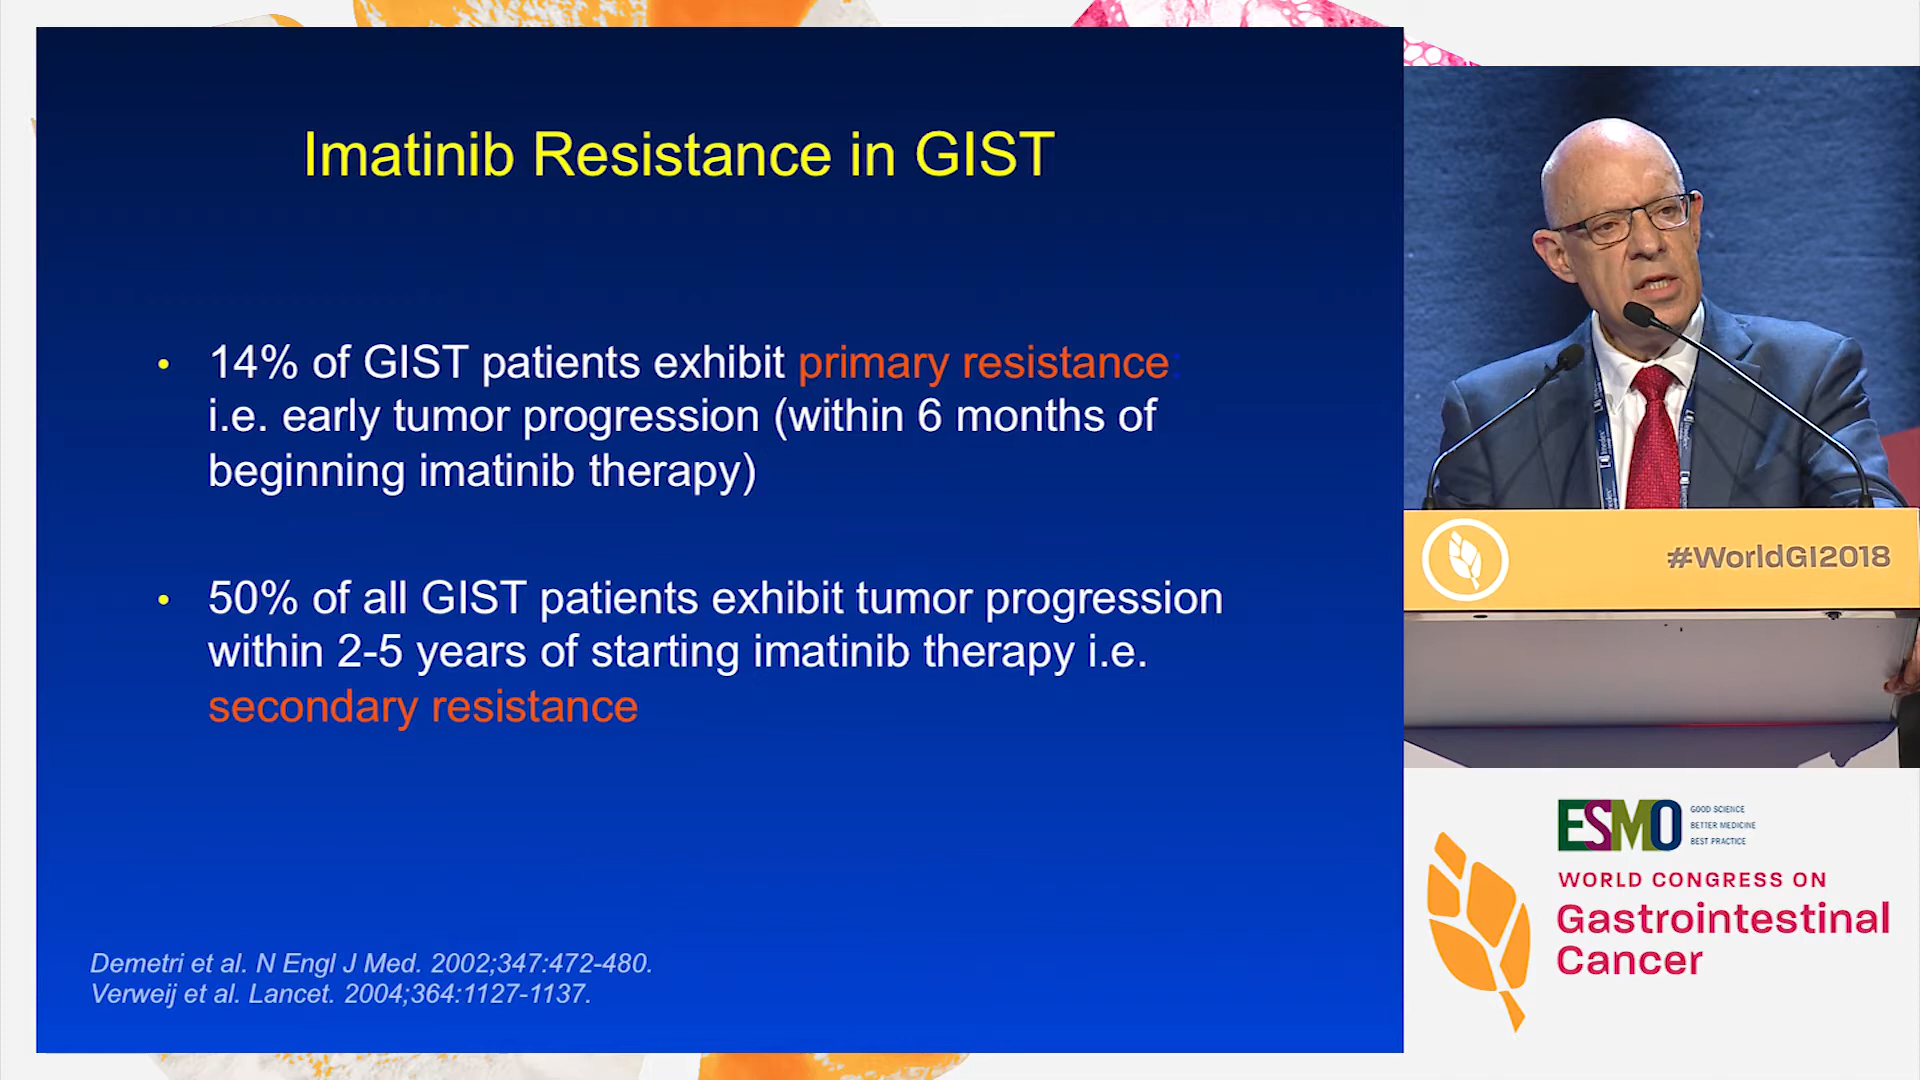 Imatinib Resistance in GIST
• 14% of GIST patients exhibit primary resistance:
i.e. early tumor progression (within 6 months of
beginning imatinib therapy)
• 50% of all GIST patients exhibit tumor progression
within 2-5 years of starting imatinib therapy i.e.
secondary resistance
Demetri et al. N Engl J Med. 2002;347:472-480.
Verweij et al. Lancet. 2004;364:1127-1137.
#WorldGI2018
ESMO
GOOD SCIENCE
BETTER MEDICINE
BEST PRACTICE
WORLD CONGRESS ON
Gastrointestinal
Cancer